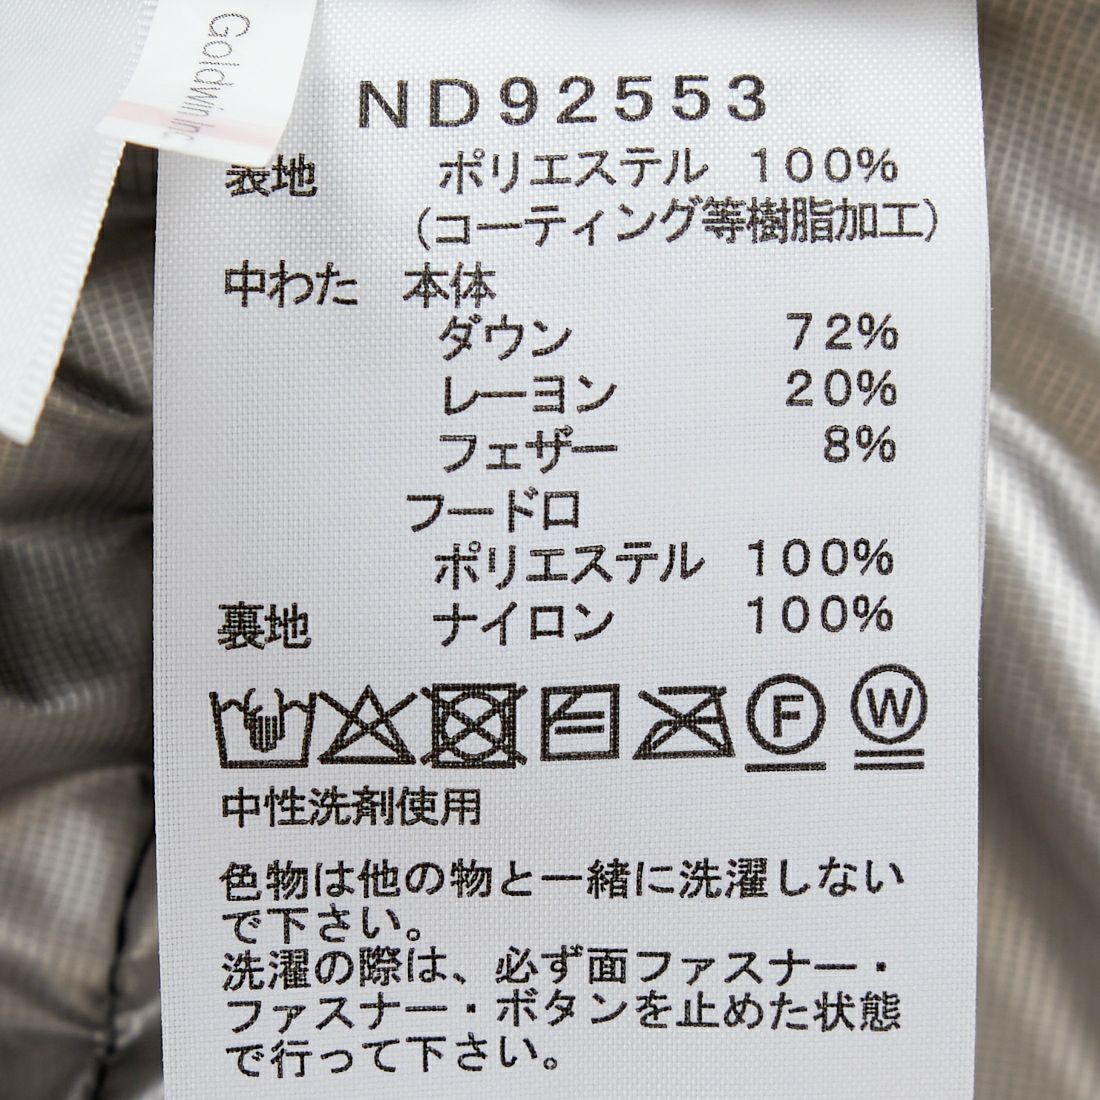 Goldwin Inc
ND92553
表地 ポリエステル 100%
(コーティング等樹脂加工)
中わた 本体
ダウン 72%
レーヨン 20%
フェザー 8%
フードロ
ポリエステル 100%
裏地 ナイロン 100%
F W
中性洗剤使用
色物は他の物と一緒に洗濯しない
で下さい。
洗濯の際は、必ず面ファスナー・
ファスナー・ボタンを止めた状態
で行って下さい。